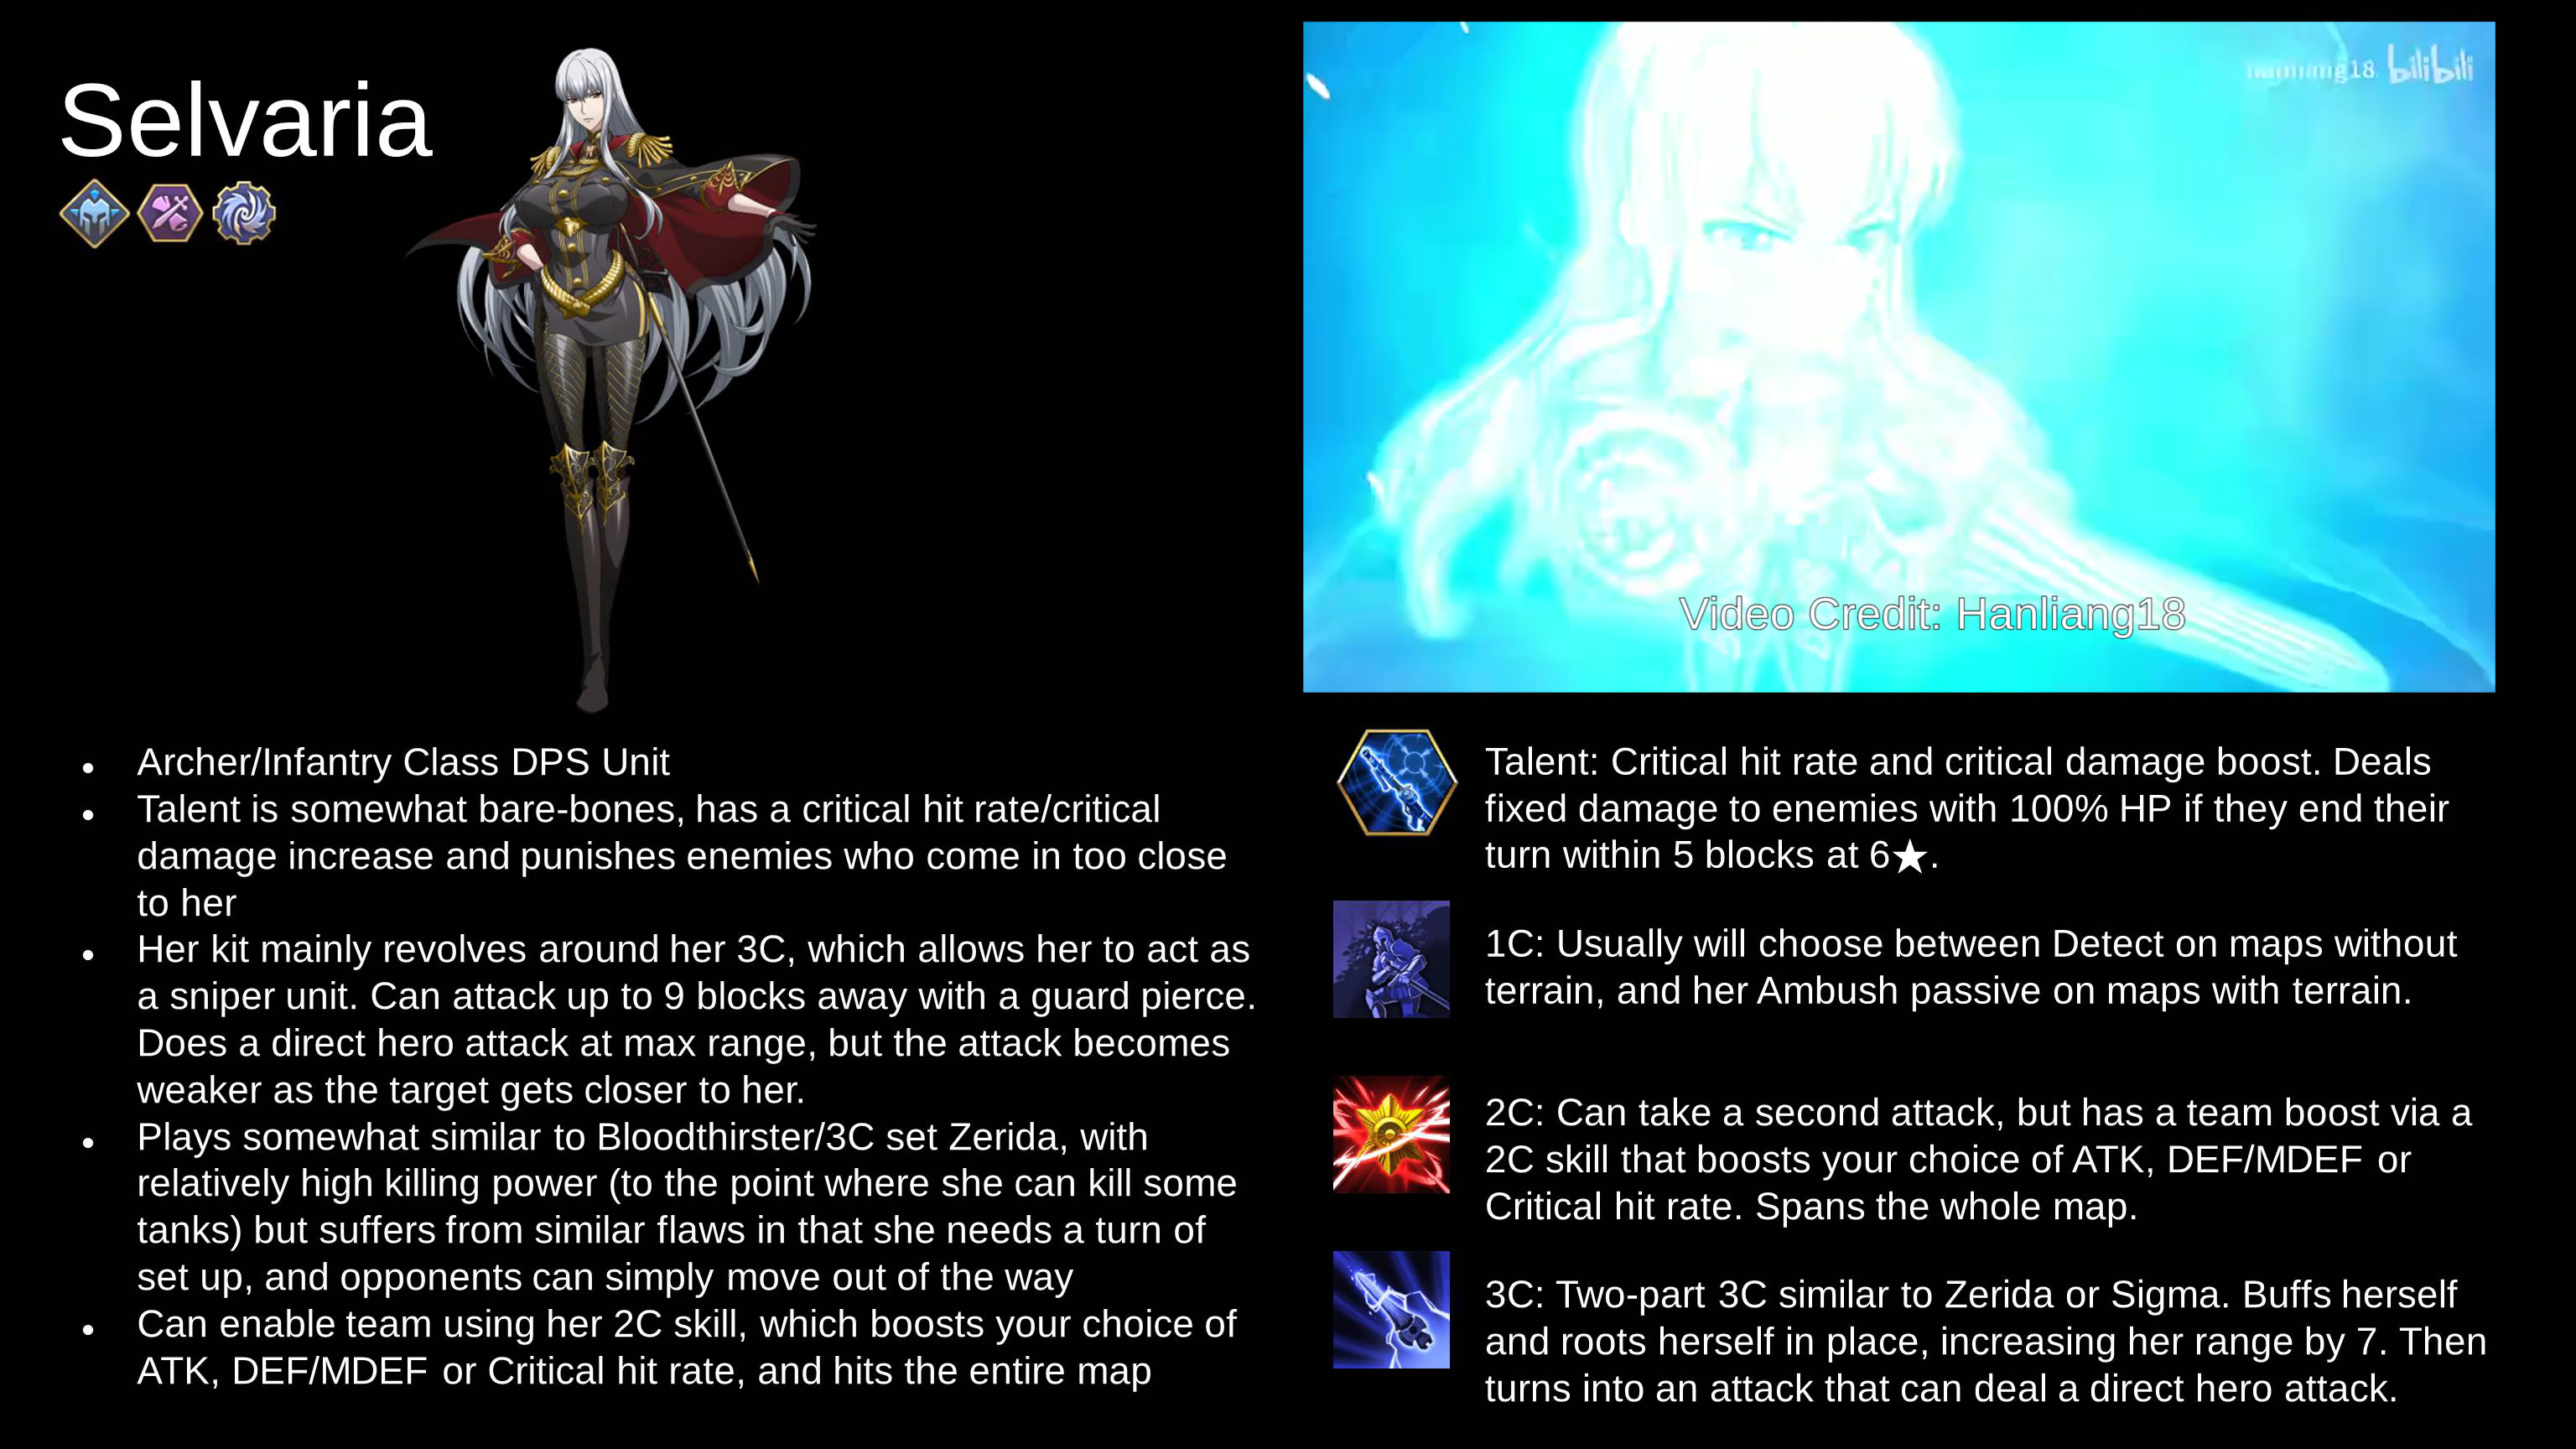 Selvaria
bilibili
Video Credit: Hanliang18
Archer/Infantry Class DPS Unit
Talent is somewhat bare-bones, has a critical hit rate/critical
damage increase and punishes enemies who come in too close
to her
Her kit mainly revolves around her 3C, which allows her to act as
a sniper unit. Can attack up to 9 blocks away with a guard pierce.
Does a direct hero attack at max range, but the attack becomes
weaker as the target gets closer to her.
Plays somewhat similar to Bloodthirster/3C set Zerida, with
relatively high killing power (to the point where she can kill some
tanks) but suffers from similar flaws in that she needs a turn of
set up, and opponents can simply move out of the way
Can enable team using her 2C skill, which boosts your choice of
ATK, DEF/MDEF or Critical hit rate, and hits the entire map
Talent: Critical hit rate and critical damage boost. Deals
fixed damage to enemies with 100% HP if they end their
turn within 5 blocks at 6★.
1C: Usually will choose between Detect on maps without
terrain, and her Ambush passive on maps with terrain.
2C: Can take a second attack, but has a team boost via a
2C skill that boosts your choice of ATK, DEF/MDEF or
Critical hit rate. Spans the whole map.
3C: Two-part 3C similar to Zerida or Sigma. Buffs herself
and roots herself in place, increasing her range by 7. Then
turns into an attack that can deal a direct hero attack.